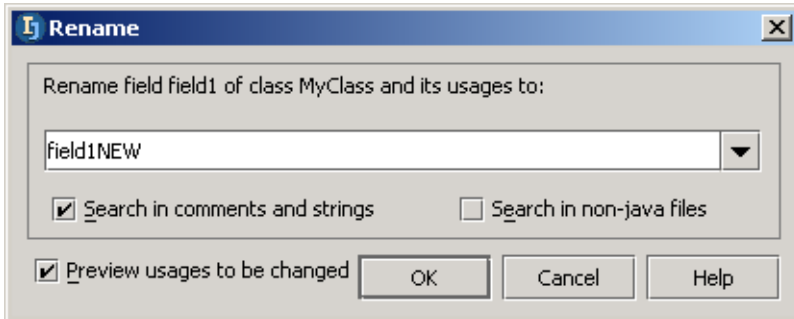 IJ Rename
Rename field field1 of class MyClass and its usages to:
field1NEW
Search in comments and strings Search in non-java files
Preview usages to be changed OK Cancel Help